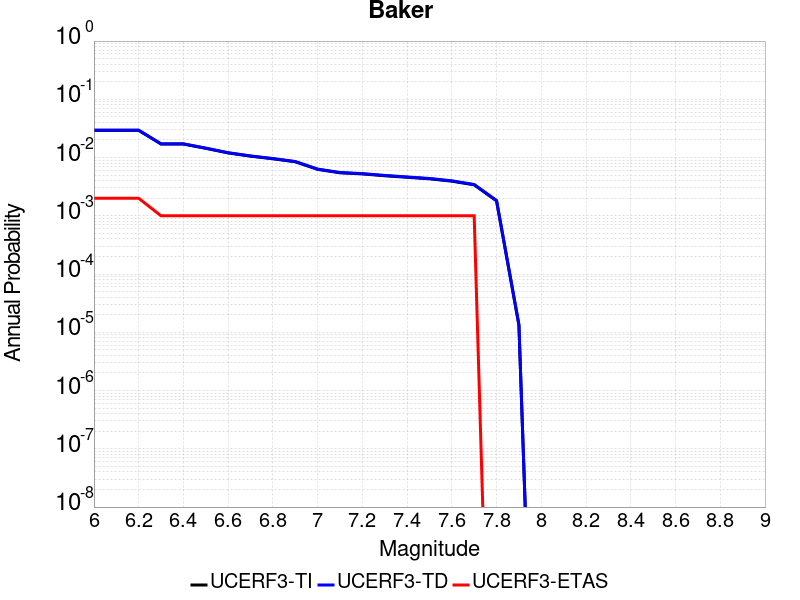 Baker
10^0
10^-1
10^-2
10^-3
10^-4
10^-5
10^-6
10^-7
10^-8
Annual Probability
6 6.2 6.4 6.6 6.8 7 7.2 7.4 7.6 7.8 8 8.2 8.4 8.6 8.8 9
Magnitude
UCERF3-TI UCERF3-TD UCERF3-ETAS